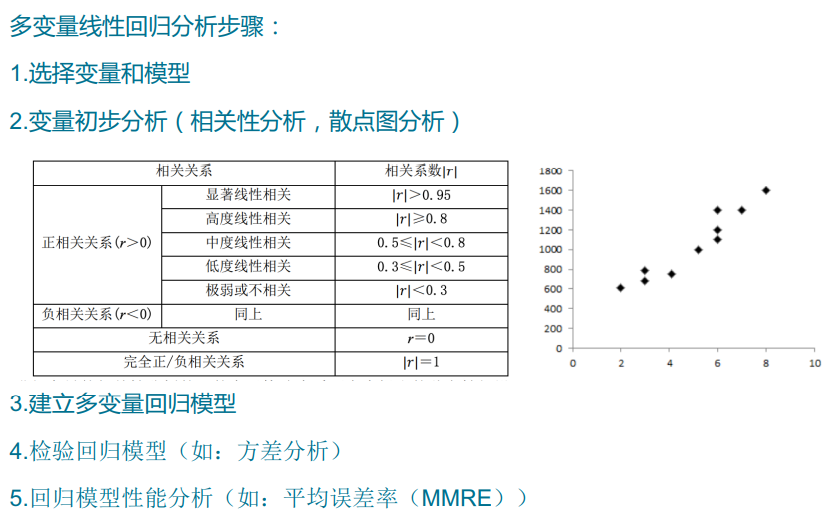 多变量线性回归分析步骤：
1.选择变量和模型
2.变量初步分析（相关性分析，散点图分析）
相关关系 相关系数|r|
正相关关系(r＞0) 显著线性相关 |r|＞0.95
高度线性相关 |r|≥0.8
中度线性相关 0.5≤|r|＜0.8
低度线性相关 0.3≤|r|＜0.5
极弱或不相关 |r|＜0.3
负相关关系(r＜0) 同上 同上
无相关关系 r＝0
完全正/负相关关系 |r|＝1
1800
1600
1400
1200
1000
800
600
400
200
0
0 2 4 6 8 10
3.建立多变量回归模型
4.检验回归模型（如：方差分析）
5.回归模型性能分析（如：平均误差率（MMRE））